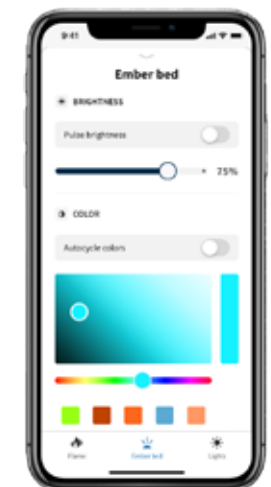 9:41
Ember bed
BRIGHTNESS
Pulse brightness
75%
COLOR
Autocycle colors
Flame Ember bed Lights